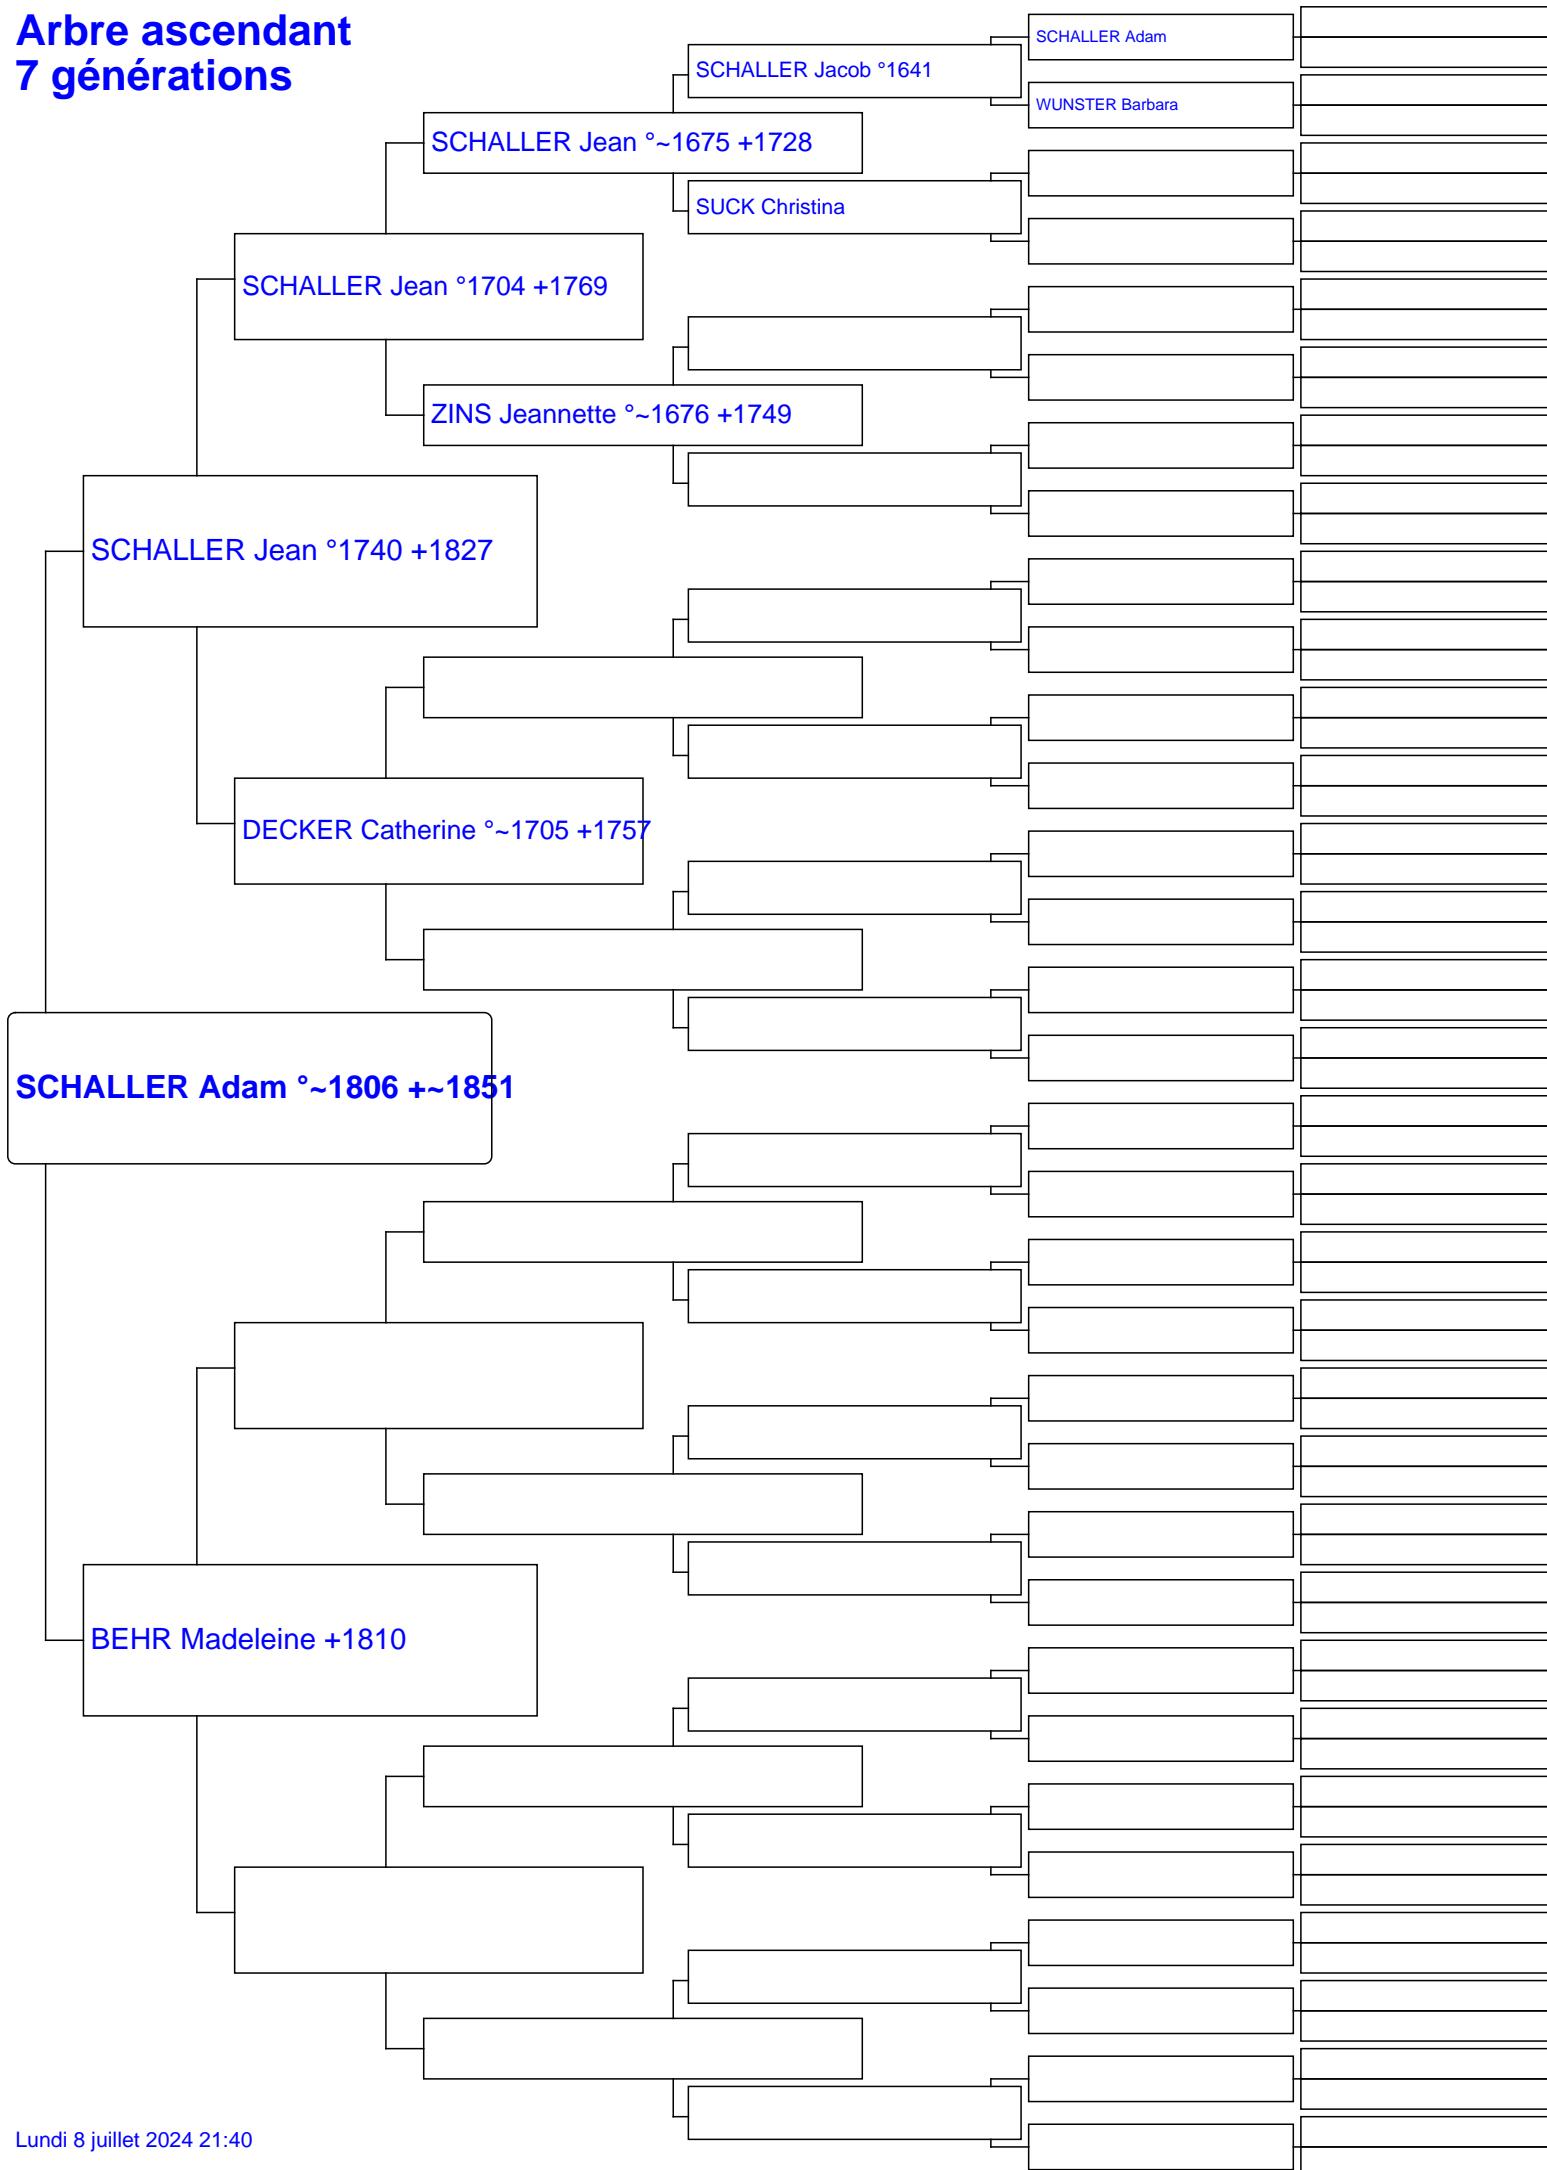 Arbre ascendant
7 générations
SCHALLER Adam
SCHALLER Jacob °1641
WUNSTER Barbara
SCHALLER Jean °~1675 +1728
SUCK Christina
SCHALLER Jean °1704 +1769
ZINS Jeannette °~1676 +1749
SCHALLER Jean °1740 +1827
DECKER Catherine °~1705 +1757
SCHALLER Adam °~1806 +~1851
BEHR Madeleine +1810
Lundi 8 juillet 2024 21:40